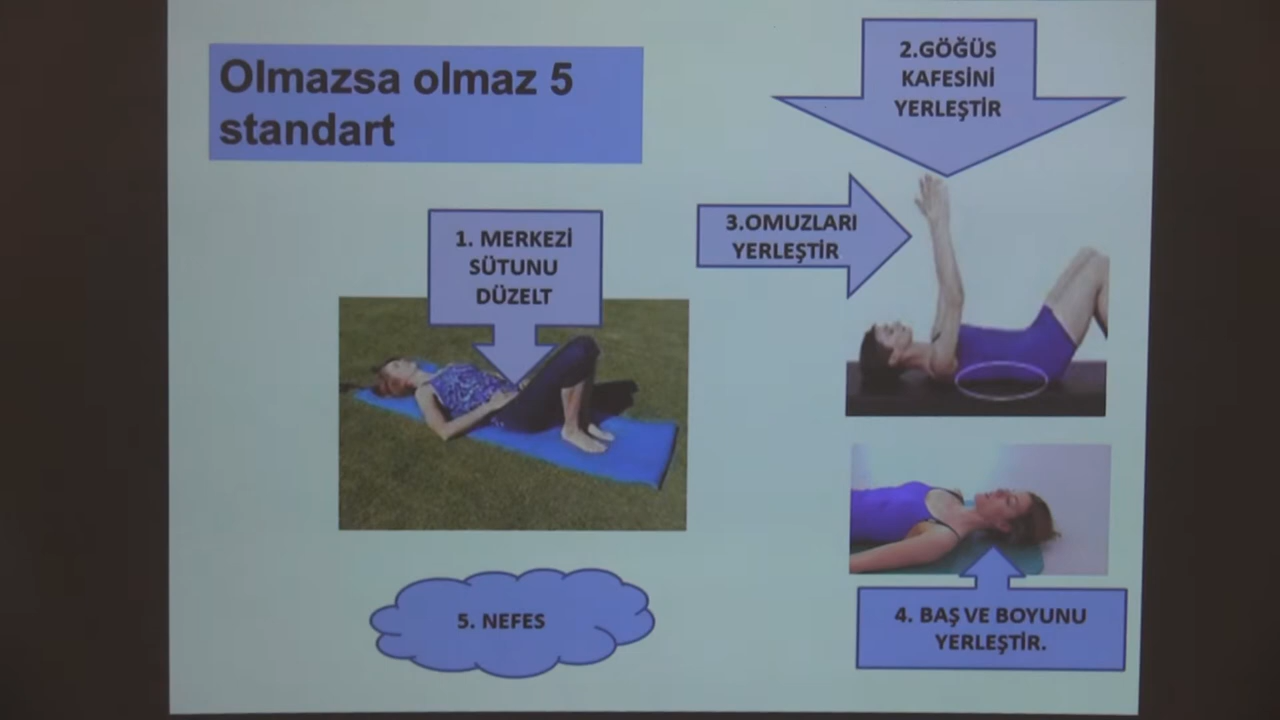 Olmazsa olmaz 5
standart
1. MERKEZİ
SÜTUNU
DÜZELT
2.GÖĞÜS
KAFESİNİ
YERLEŞTİR
3.OMUZLARI
YERLEŞTİR
4. BAŞ VE BOYUNU
YERLEŞTİR.
5. NEFES